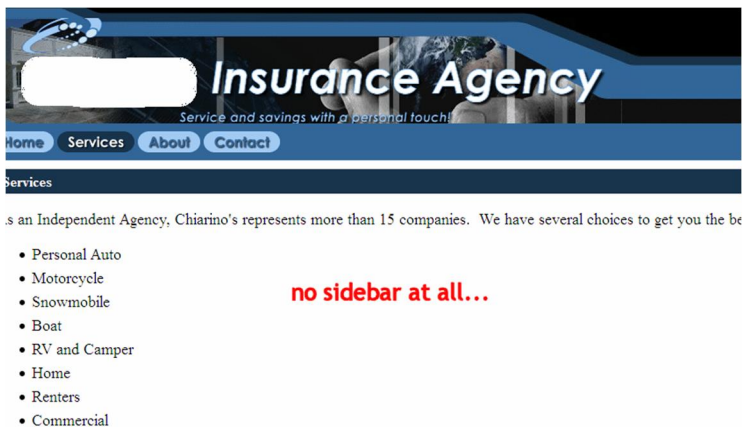 Insurance Agency
Service and savings with a personal touch!
Home Services About Contact
Services
s an Independent Agency, Chiarino's represents more than 15 companies. We have several choices to get you the be
• Personal Auto
• Motorcycle
• Snowmobile
• Boat
• RV and Camper
• Home
• Renters
• Commercial
no sidebar at all...